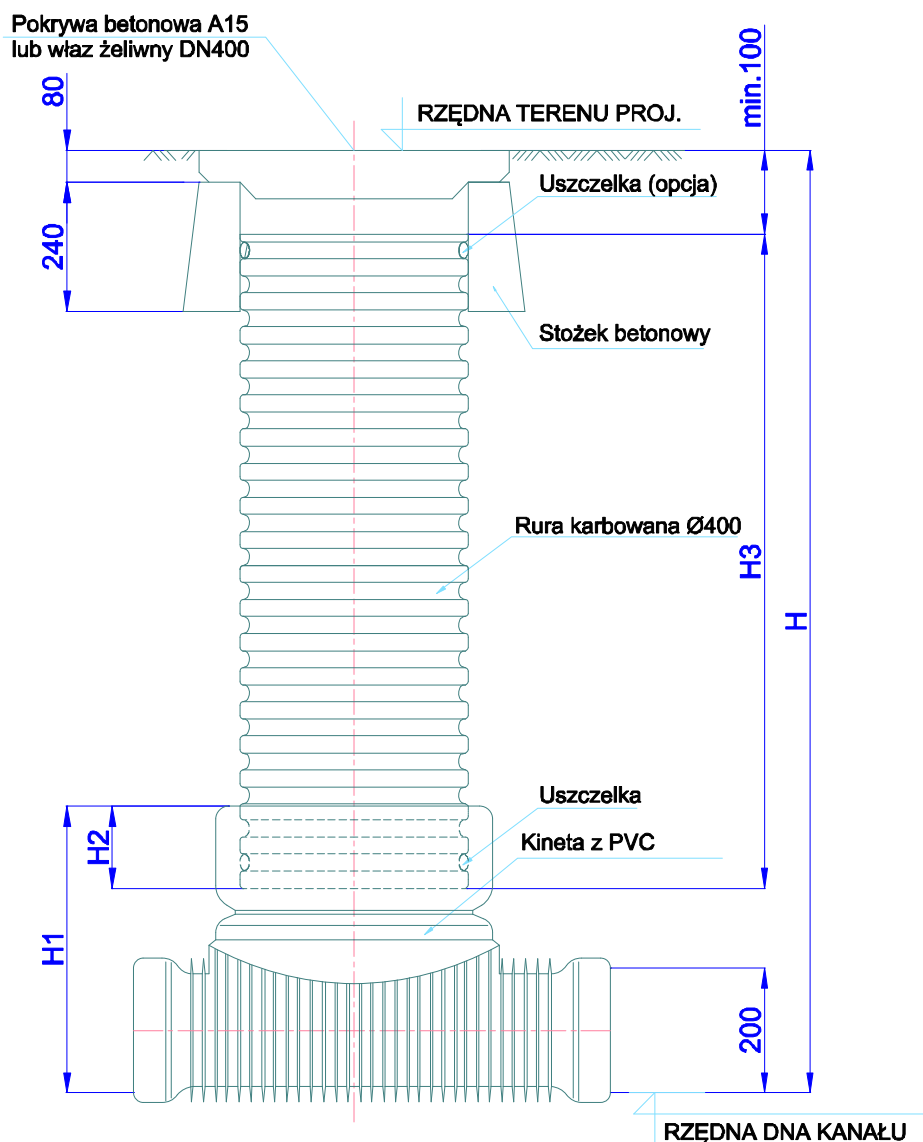 Pokrywa betonowa A15
lub właz żeliwny DN400
80
min.100
RZĘDNA TERENU PROJ.
Uszczelka (opcja)
240
Stożek betonowy
Rura karbowana Ø400
H3
H
Uszczelka
H2
Kineta z PVC
H1
200
RZĘDNA DNA KANAŁU